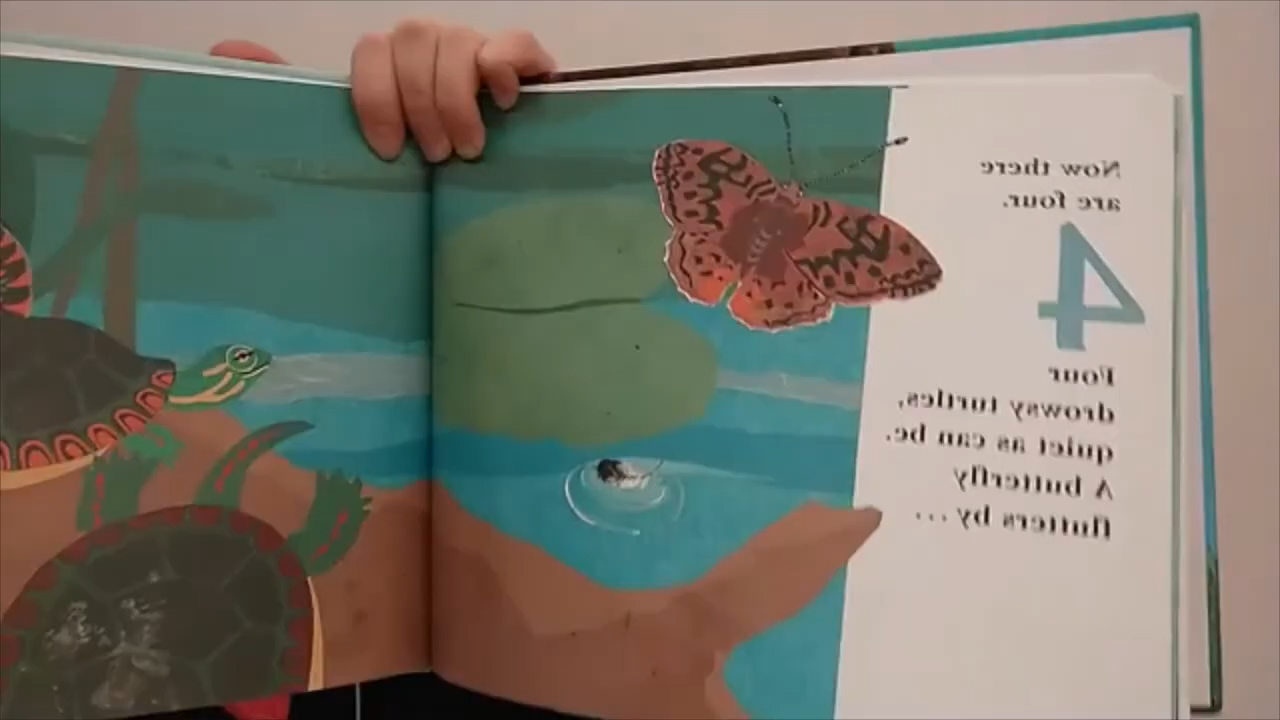 Now there
are four.
4
Four
drowsy turtles,
quiet as can be.
A butterfly
flutters by ...